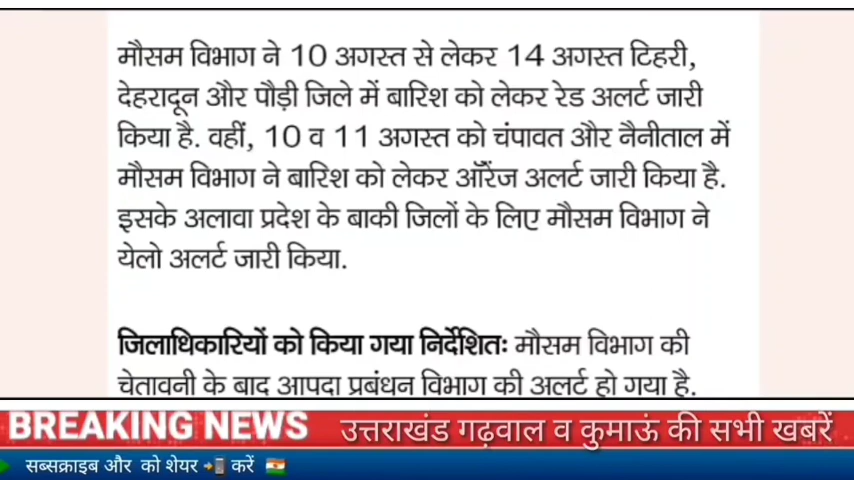 मौसम विभाग ने 10 अगस्त से लेकर 14 अगस्त टिहरी,
देहरादून और पौड़ी जिले में बारिश को लेकर रेड अलर्ट जारी
किया है. वहीं, 10 व 11 अगस्त को चंपावत और नैनीताल में
मौसम विभाग ने बारिश को लेकर ऑरेंज अलर्ट जारी किया है.
इसके अलावा प्रदेश के बाकी जिलों के लिए मौसम विभाग ने
येलो अलर्ट जारी किया.
जिलाधिकारियों को किया गया निर्देशितः मौसम विभाग की
चेतावनी के बाद आपदा प्रबंधन विभाग की अलर्ट हो गया है.
BREAKING NEWS उत्तराखंड गढ़वाल व कुमाऊं की सभी खबरें
सब्सक्राइब और को शेयर 📲 करें 🇮🇳